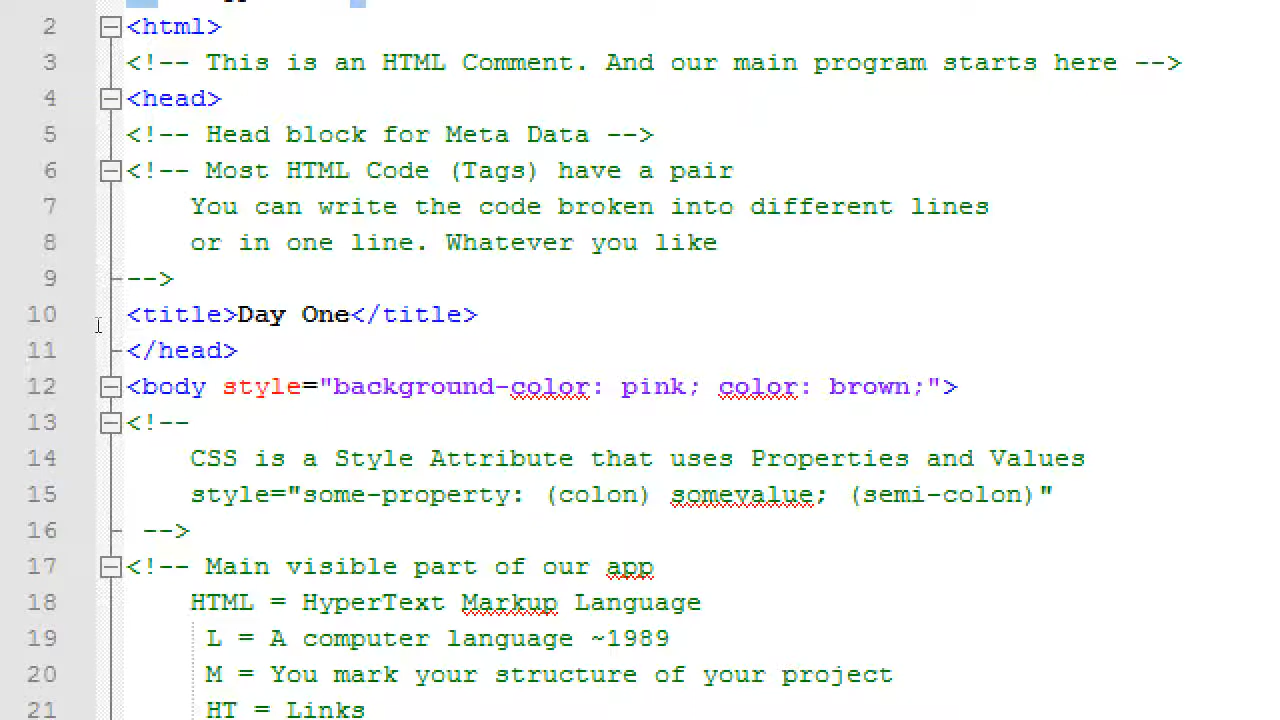 2 <html>
3 <!-- This is an HTML Comment. And our main program starts here -->
4 <head>
5 <!-- Head block for Meta Data -->
6 <!-- Most HTML Code (Tags) have a pair
7 You can write the code broken into different lines
8 or in one line. Whatever you like
9 -->
10 <title>Day One</title>
11 </head>
12 <body style="background-color: pink; color: brown;">
13 <!--
14 CSS is a Style Attribute that uses Properties and Values
15 style="some-property: (colon) somevalue; (semi-colon)"
16 -->
17 <!-- Main visible part of our app
18 HTML = HyperText Markup Language
19 L = A computer language ~1989
20 M = You mark your structure of your project
21 HT = Links